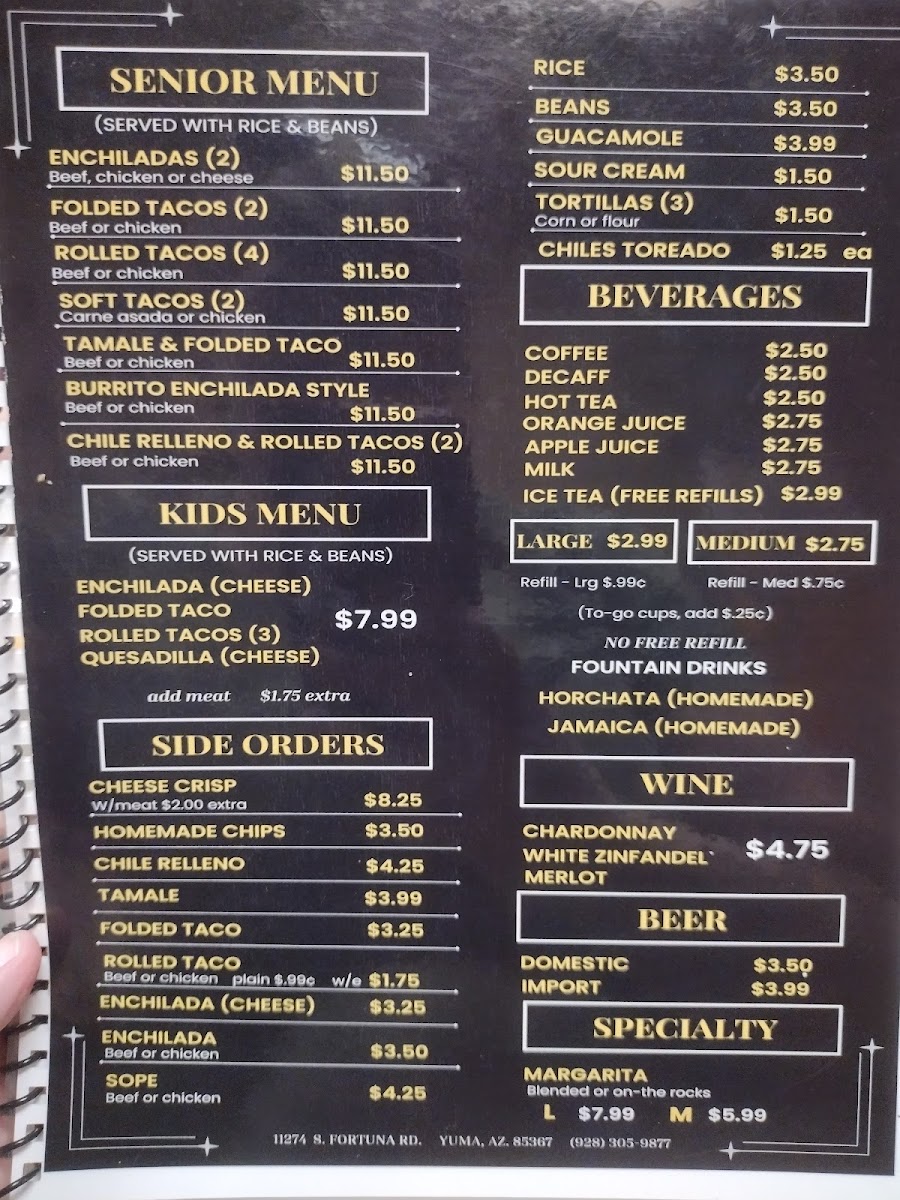 SENIOR MENU
(SERVED WITH RICE & BEANS)
ENCHILADAS (2)
Beef, chicken or cheese $11.50
FOLDED TACOS (2)
Beef or chicken $11.50
ROLLED TACOS (4)
Beef or chicken $11.50
SOFT TACOS (2)
Carne asada or chicken $11.50
TAMALE & FOLDED TACO
Beef or chicken $11.50
BURRITO ENCHILADA STYLE
Beef or chicken $11.50
CHILE RELLENO & ROLLED TACOS (2)
Beef or chicken $11.50
KIDS MENU
(SERVED WITH RICE & BEANS)
ENCHILADA (CHEESE)
FOLDED TACO $7.99
ROLLED TACOS (3)
QUESADILLA (CHEESE)
add meat $1.75 extra
SIDE ORDERS
CHEESE CRISP
W/meat $2.00 extra $8.25
HOMEMADE CHIPS $3.50
CHILE RELLENO $4.25
TAMALE $3.99
FOLDED TACO $3.25
ROLLED TACO
Beef or chicken plain $.99¢ w/e $1.75
ENCHILADA (CHEESE) $3.25
ENCHILADA
Beef or chicken $3.50
SOPE
Beef or chicken $4.25
RICE $3.50
BEANS $3.50
GUACAMOLE $3.99
SOUR CREAM $1.50
TORTILLAS (3)
Corn or flour $1.50
CHILES TOREADO $1.25 ea
BEVERAGES
COFFEE $2.50
DECAFF $2.50
HOT TEA $2.50
ORANGE JUICE $2.75
APPLE JUICE $2.75
MILK $2.75
ICE TEA (FREE REFILLS) $2.99
LARGE $2.99 MEDIUM $2.75
Refill - Lrg $.99¢ Refill - Med $.75¢
(To-go cups, add $.25¢)
NO FREE REFILL
FOUNTAIN DRINKS
HORCHATA (HOMEMADE)
JAMAICA (HOMEMADE)
WINE
CHARDONNAY
WHITE ZINFANDEL $4.75
MERLOT
BEER
DOMESTIC $3.50
IMPORT $3.99
SPECIALTY
MARGARITA
Blended or on-the rocks
L $7.99 M $5.99
11274 S. FORTUNA RD. YUMA, AZ. 85367 (928) 305-9877